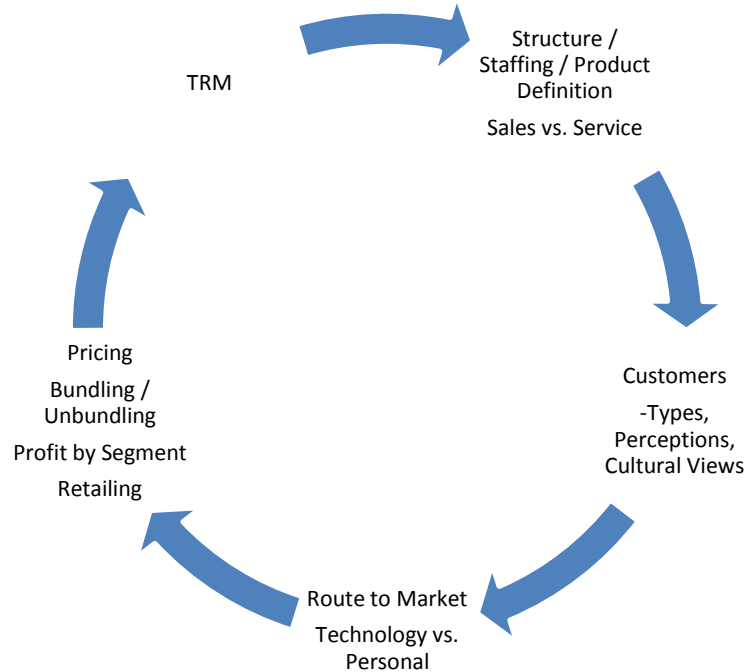 TRM
Structure /
Staffing / Product
Definition
Sales vs. Service
Customers
-Types,
Perceptions,
Cultural Views
Route to Market
Technology vs.
Personal
Pricing
Bundling /
Unbundling
Profit by Segment
Retailing